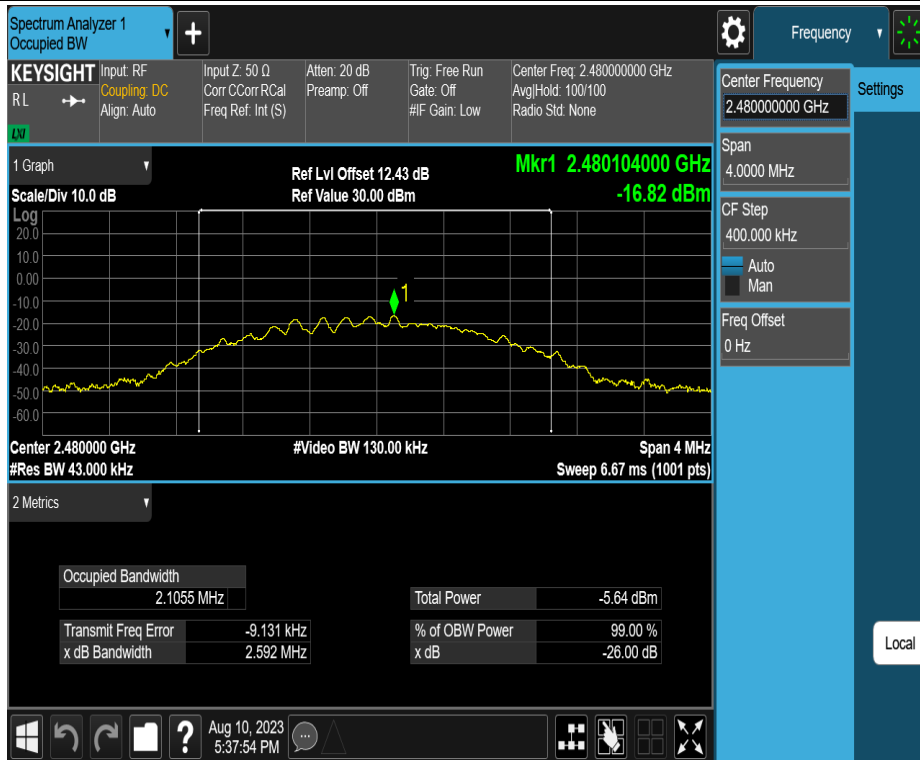 Spectrum Analyzer 1
Occupied BW
+
Frequency
KEYSIGHT
RL
LXI
Input: RF
Coupling: DC
Align: Auto
Input Z: 50 Ω
Corr CCorr RCal
Freq Ref: Int (S)
Atten: 20 dB
Preamp: Off
Trig: Free Run
Gate: Off
#IF Gain: Low
Center Freq: 2.480000000 GHz
Avg|Hold: 100/100
Radio Std: None
Center Frequency
2.480000000 GHz
Settings
Span
4.0000 MHz
CF Step
400.000 kHz
Auto
Man
Freq Offset
0 Hz
Local
1 Graph
Scale/Div 10.0 dB
Ref Lvl Offset 12.43 dB
Ref Value 30.00 dBm
Mkr1 2.480104000 GHz
-16.82 dBm
Log
20.0
10.0
0.00
-10.0
-20.0
-30.0
-40.0
-50.0
-60.0
1
Center 2.480000 GHz
#Video BW 130.00 kHz
Span 4 MHz
#Res BW 43.000 kHz
Sweep 6.67 ms (1001 pts)
2 Metrics
Occupied Bandwidth
2.1055 MHz
Total Power -5.64 dBm
Transmit Freq Error -9.131 kHz
% of OBW Power 99.00 %
x dB Bandwidth 2.592 MHz
x dB -26.00 dB
?
Aug 10, 2023
5:37:54 PM